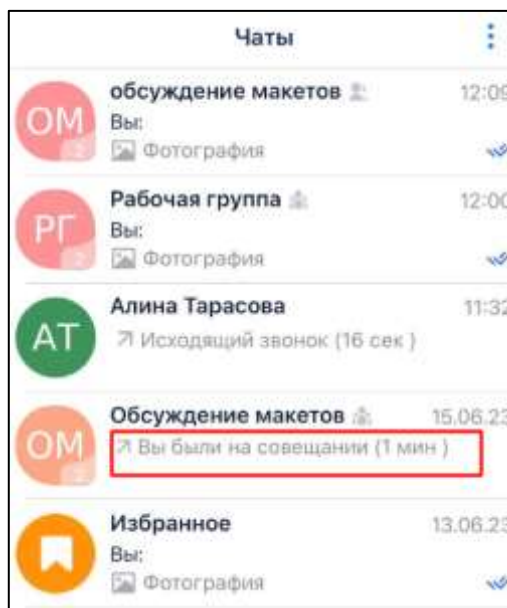 Чаты
обсуждение макетов 12:09
ОМ
Вы:
Фотография
Рабочая группа 12:00
РГ
Вы:
Фотография
Алина Тарасова 11:32
АТ
Исходящий звонок (16 сек )
Обсуждение макетов 15.06.23
ОМ
Вы были на совещании (1 мин )
Избранное 13.06.23
Вы:
Фотография